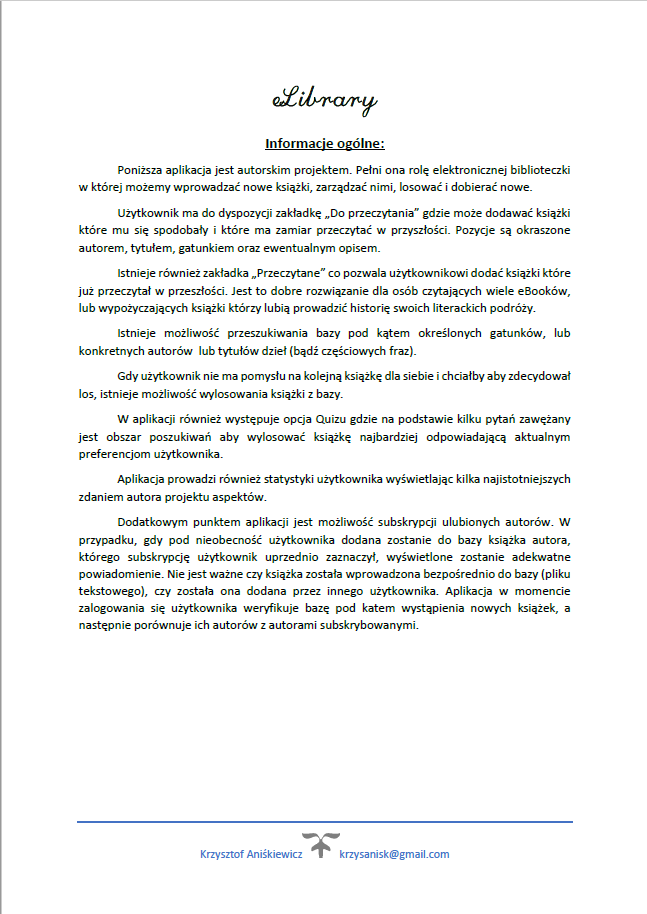 eLibrary
Informacje ogólne:
Poniższa aplikacja jest autorskim projektem. Pełni ona rolę elektronicznej biblioteczki
w której możemy wprowadzać nowe książki, zarządzać nimi, losować i dobierać nowe.
Użytkownik ma do dyspozycji zakładkę „Do przeczytania” gdzie może dodawać książki
które mu się spodobały i które ma zamiar przeczytać w przyszłości. Pozycje są okraszone
autorem, tytułem, gatunkiem oraz ewentualnym opisem.
Istnieje również zakładka „Przeczytane” co pozwala użytkownikowi dodać książki które
już przeczytał w przeszłości. Jest to dobre rozwiązanie dla osób czytających wiele eBooków,
lub wypożyczających książki którzy lubią prowadzić historię swoich literackich podróży.
Istnieje możliwość przeszukiwania bazy pod kątem określonych gatunków, lub
konkretnych autorów  lub tytułów dzieł (bądź częściowych fraz).
Gdy użytkownik nie ma pomysłu na kolejną książkę dla siebie i chciałby aby zdecydował
los, istnieje możliwość wylosowania książki z bazy.
W aplikacji również występuje opcja Quizu gdzie na podstawie kilku pytań zawężany
jest obszar poszukiwań aby wylosować książkę najbardziej odpowiadającą aktualnym
preferencjom użytkownika.
Aplikacja prowadzi również statystyki użytkownika wyświetlając kilka najistotniejszych
zdaniem autora projektu aspektów.
Dodatkowym punktem aplikacji jest możliwość subskrypcji ulubionych autorów. W
przypadku, gdy pod nieobecność użytkownika dodana zostanie do bazy książka autora,
którego subskrypcję użytkownik uprzednio zaznaczył, wyświetlone zostanie adekwatne
powiadomienie. Nie jest ważne czy książka została wprowadzona bezpośrednio do bazy (pliku
tekstowego), czy została ona dodana przez innego użytkownika. Aplikacja w momencie
zalogowania się użytkownika weryfikuje bazę pod katem wystąpienia nowych książek, a
następnie porównuje ich autorów z autorami subskrybowanymi.
Krzysztof Aniśkiewicz krzysanisk@gmail.com